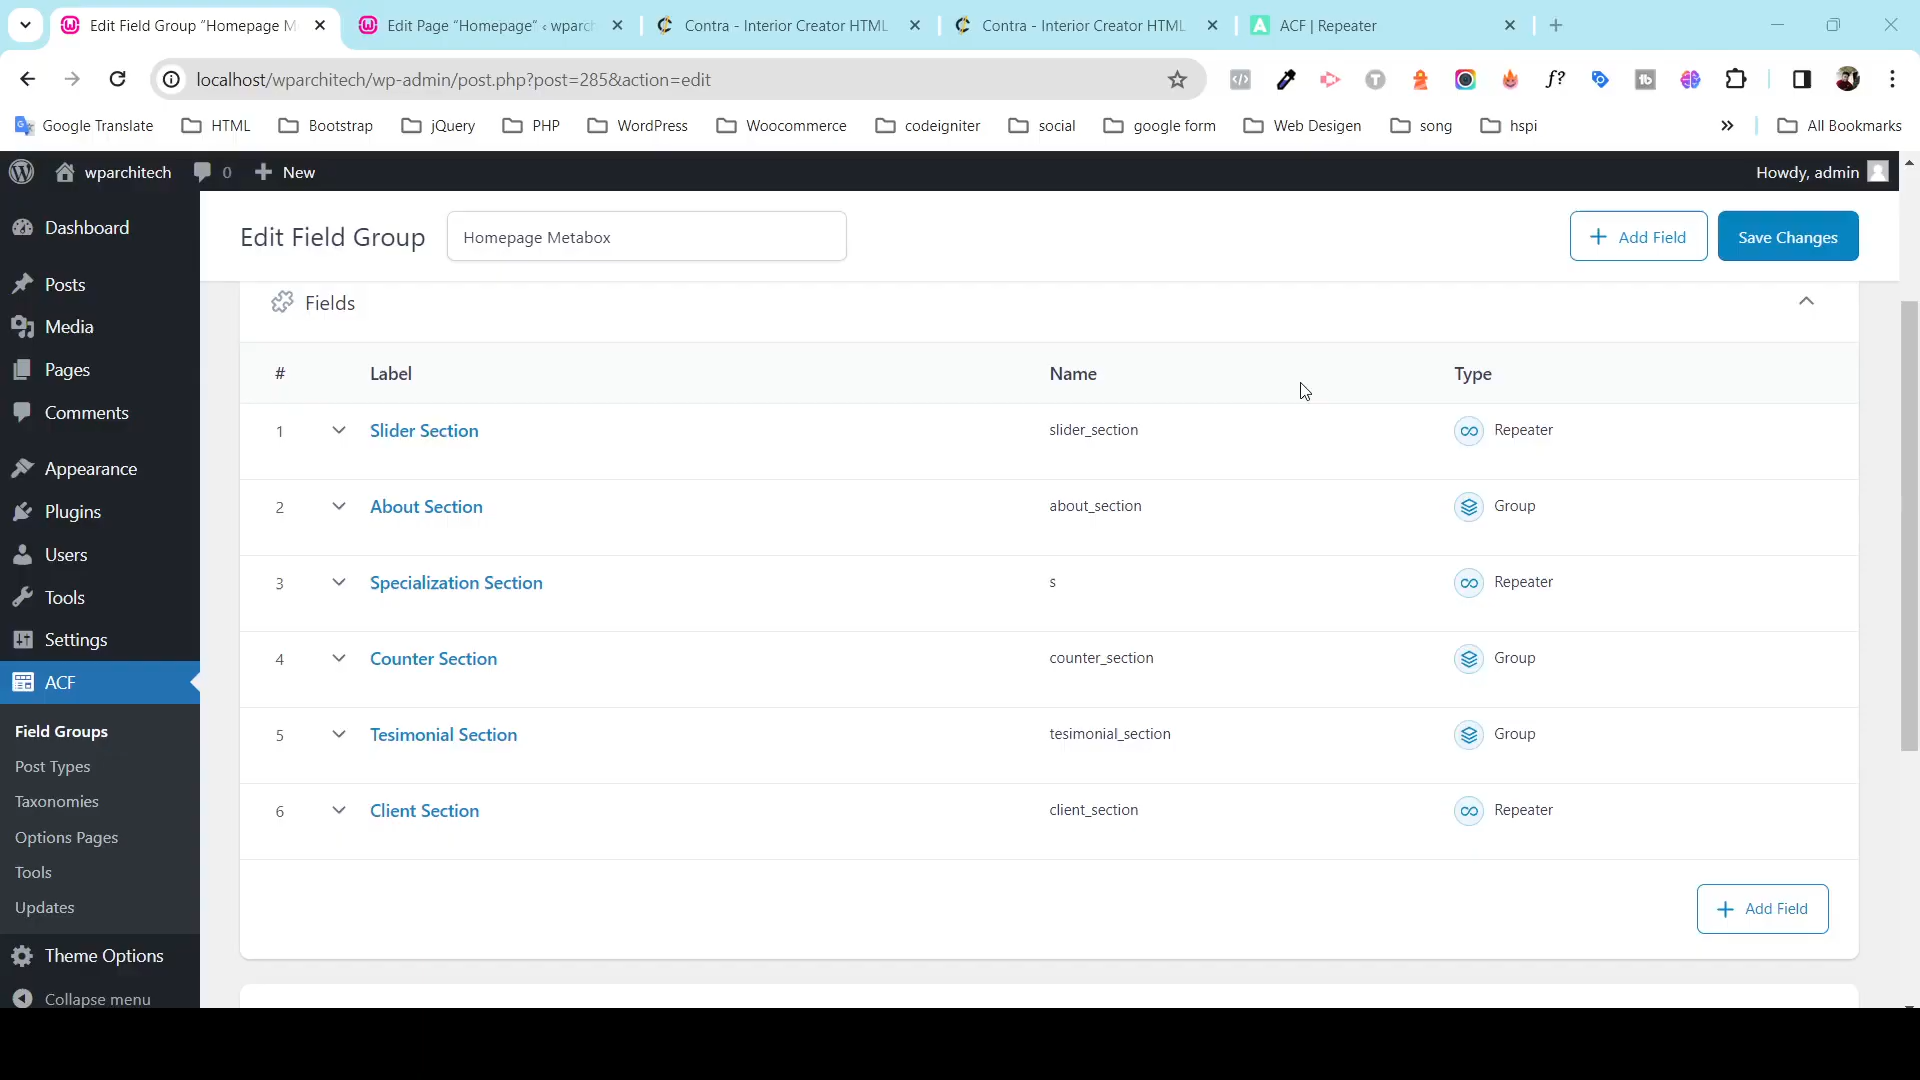 Edit Field Group "Homepage M
Edit Page "Homepage" ‹ wparch
Contra - Interior Creator HTML
Contra - Interior Creator HTML
ACF | Repeater
localhost/wparchitech/wp-admin/post.php?post=285&action=edit
Google Translate
HTML
Bootstrap
jQuery
PHP
WordPress
Woocommerce
codeigniter
social
google form
Web Desigen
song
hspi
All Bookmarks
wparchitech
0
New
Howdy, admin
Dashboard
Posts
Media
Pages
Comments
Appearance
Plugins
Users
Tools
Settings
ACF
Field Groups
Post Types
Taxonomies
Options Pages
Tools
Updates
Theme Options
Collapse menu
Edit Field Group
Homepage Metabox
Add Field
Save Changes
Fields
# Label Name Type
1 Slider Section slider_section Repeater
2 About Section about_section Group
3 Specialization Section s Repeater
4 Counter Section counter_section Group
5 Tesimonial Section tesimonial_section Group
6 Client Section client_section Repeater
Add Field